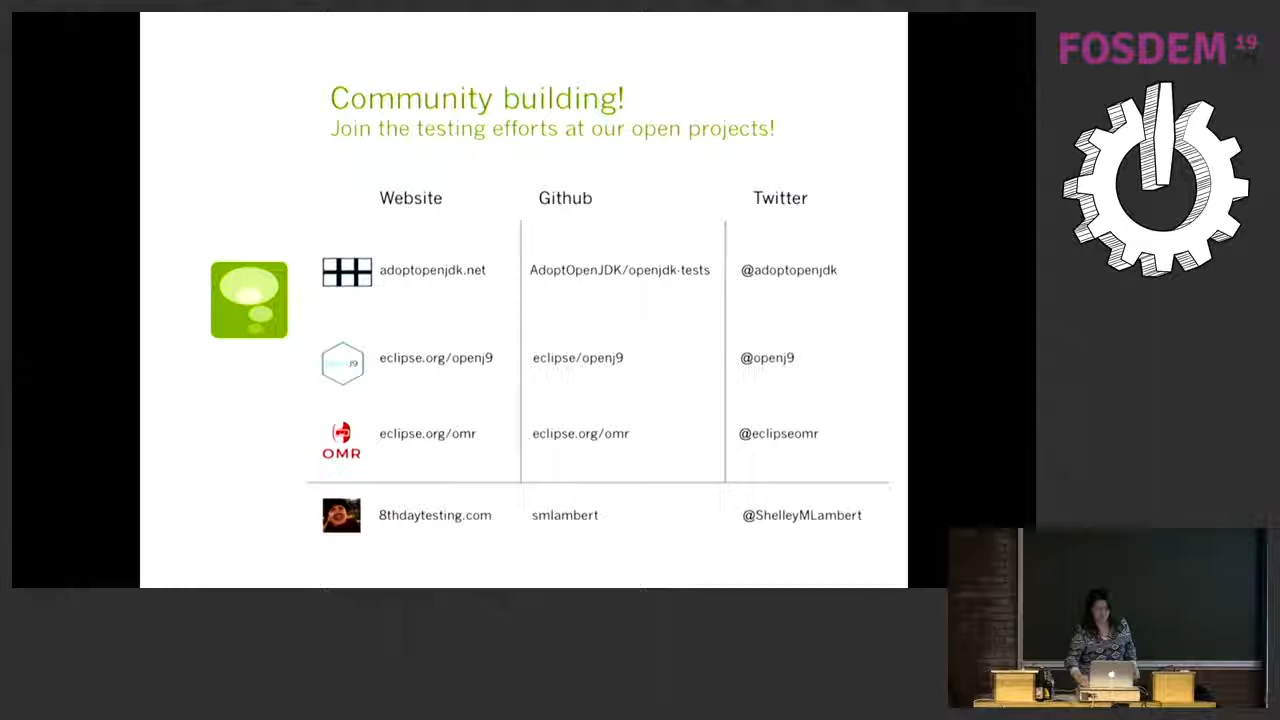 FOSDEM 19
Community building!
Join the testing efforts at our open projects!
Website Github Twitter
adoptopenjdk.net AdoptOpenJDK/openjdk-tests @adoptopenjdk
J9 eclipse.org/openj9 eclipse/openj9 @openj9
eclipse.org/omr eclipse.org/omr @eclipseomr
OMR
8thdaytesting.com smlambert @ShelleyMLambert